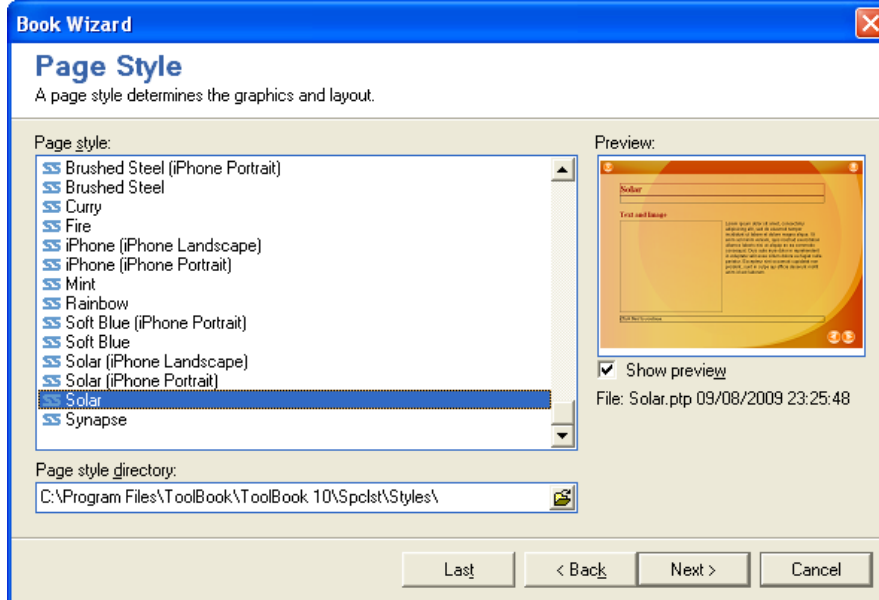 Book Wizard
Page Style
A page style determines the graphics and layout.
Page style:
Brushed Steel (iPhone Portrait)
Brushed Steel
Curry
Fire
iPhone (iPhone Landscape)
iPhone (iPhone Portrait)
Mint
Rainbow
Soft Blue (iPhone Portrait)
Soft Blue
Solar (iPhone Landscape)
Solar (iPhone Portrait)
Solar
Synapse
Page style directory:
C:\Program Files\ToolBook\ToolBook 10\Spclst\Styles\
Preview:
Solar
Text and Image
Show preview
File: Solar.ptp 09/08/2009 23:25:48
Last
< Back
Next >
Cancel